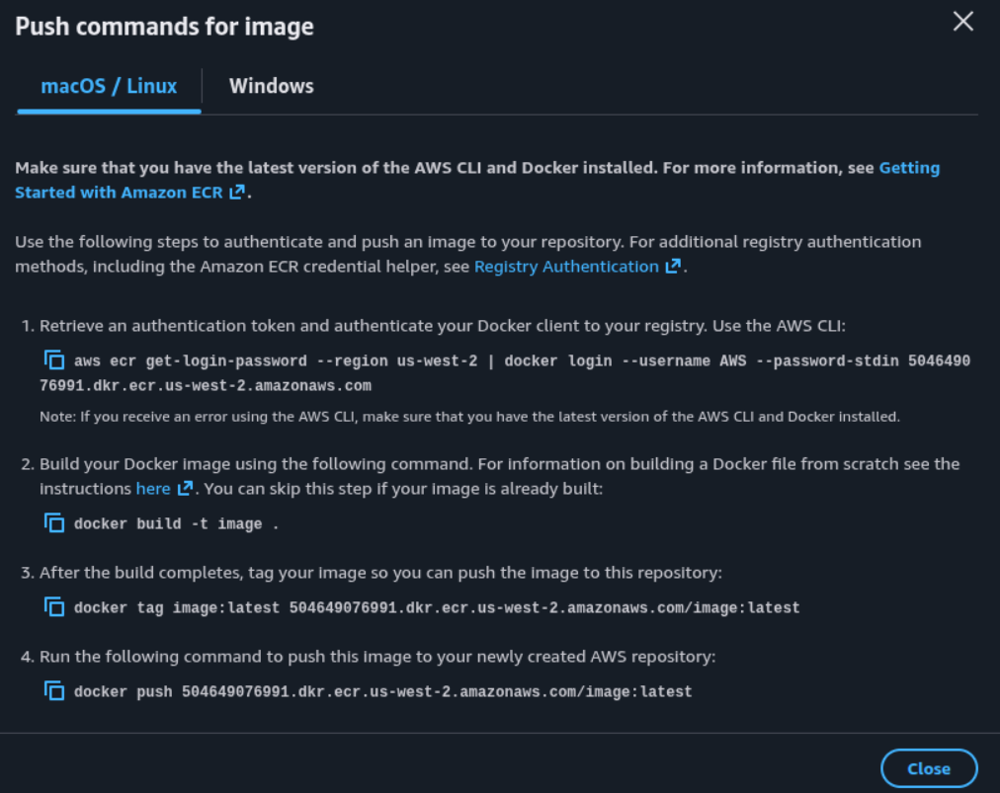 Push commands for image
macOS / Linux
Windows
Make sure that you have the latest version of the AWS CLI and Docker installed. For more information, see Getting
Started with Amazon ECR .
Use the following steps to authenticate and push an image to your repository. For additional registry authentication
methods, including the Amazon ECR credential helper, see Registry Authentication .
1. Retrieve an authentication token and authenticate your Docker client to your registry. Use the AWS CLI:
aws ecr get-login-password --region us-west-2 | docker login --username AWS --password-stdin 5046490
76991.dkr.ecr.us-west-2.amazonaws.com
Note: If you receive an error using the AWS CLI, make sure that you have the latest version of the AWS CLI and Docker installed.
2. Build your Docker image using the following command. For information on building a Docker file from scratch see the
instructions here . You can skip this step if your image is already built:
docker build -t image .
3. After the build completes, tag your image so you can push the image to this repository:
docker tag image:latest 504649076991.dkr.ecr.us-west-2.amazonaws.com/image:latest
4. Run the following command to push this image to your newly created AWS repository:
docker push 504649076991.dkr.ecr.us-west-2.amazonaws.com/image:latest
Close